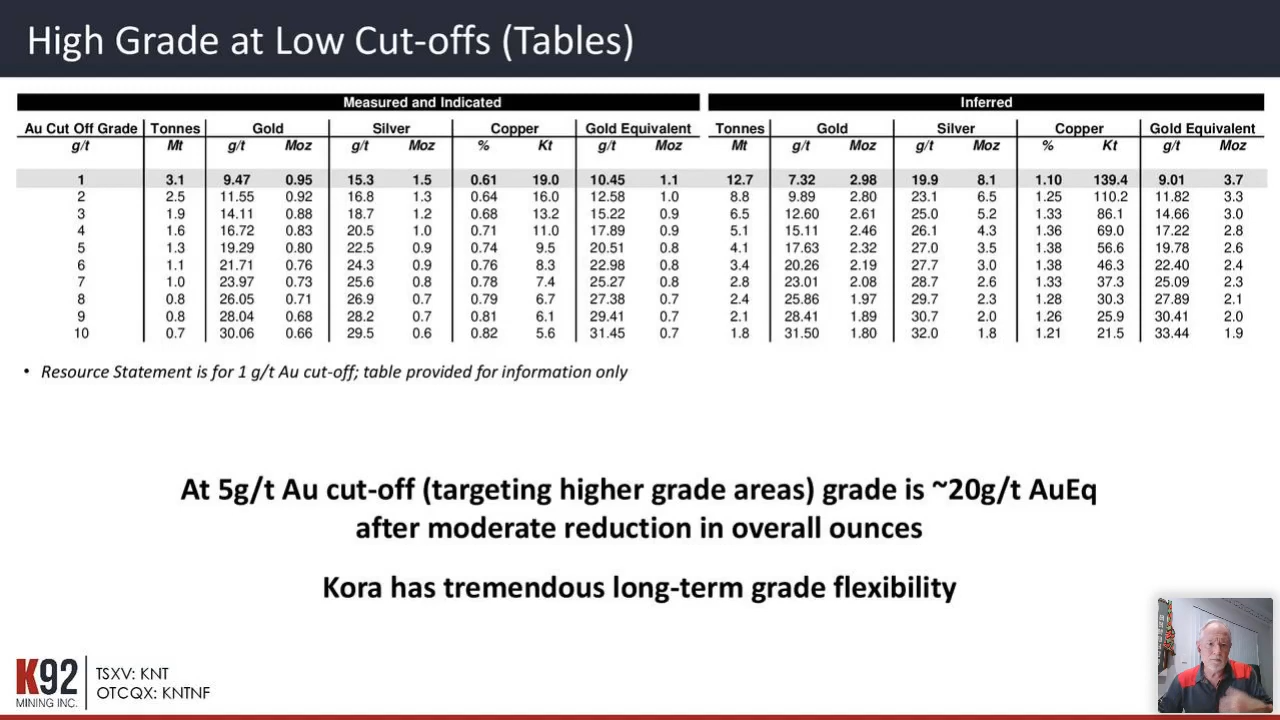 High Grade at Low Cut-offs (Tables)
Measured and Indicated Inferred
Au Cut Off Grade Tonnes Gold Silver Copper Gold Equivalent Tonnes Gold Silver Copper Gold Equivalent
g/t Mt g/t Moz g/t Moz % Kt g/t Moz Mt g/t Moz g/t Moz % Kt g/t Moz
1 3.1 9.47 0.95 15.3 1.5 0.61 19.0 10.45 1.1 12.7 7.32 2.98 19.9 8.1 1.10 139.4 9.01 3.7
2 2.5 11.55 0.92 16.8 1.3 0.64 16.0 12.58 1.0 8.8 9.89 2.80 23.1 6.5 1.25 110.2 11.82 3.3
3 1.9 14.11 0.88 18.7 1.2 0.68 13.2 15.22 0.9 6.5 12.60 2.61 25.0 5.2 1.33 86.1 14.66 3.0
4 1.6 16.72 0.83 20.5 1.0 0.71 11.0 17.89 0.9 5.1 15.11 2.46 26.1 4.3 1.36 69.0 17.22 2.8
5 1.3 19.29 0.80 22.5 0.9 0.74 9.5 20.51 0.8 4.1 17.63 2.32 27.0 3.5 1.38 56.6 19.78 2.6
6 1.1 21.71 0.76 24.3 0.9 0.76 8.3 22.98 0.8 3.4 20.26 2.19 27.7 3.0 1.38 46.3 22.40 2.4
7 1.0 23.97 0.73 25.6 0.8 0.78 7.4 25.27 0.8 2.8 23.01 2.08 28.7 2.6 1.33 37.3 25.09 2.3
8 0.8 26.05 0.71 26.9 0.7 0.79 6.7 27.38 0.7 2.4 25.86 1.97 29.7 2.3 1.28 30.3 27.89 2.1
9 0.8 28.04 0.68 28.2 0.7 0.81 6.1 29.41 0.7 2.1 28.41 1.89 30.7 2.0 1.26 25.9 30.41 2.0
10 0.7 30.06 0.66 29.5 0.6 0.82 5.6 31.45 0.7 1.8 31.50 1.80 32.0 1.8 1.21 21.5 33.44 1.9
• Resource Statement is for 1 g/t Au cut-off; table provided for information only
At 5g/t Au cut-off (targeting higher grade areas) grade is ~20g/t AuEq
after moderate reduction in overall ounces
Kora has tremendous long-term grade flexibility
K92
MINING INC.
TSXV: KNT
OTCQX: KNTNF